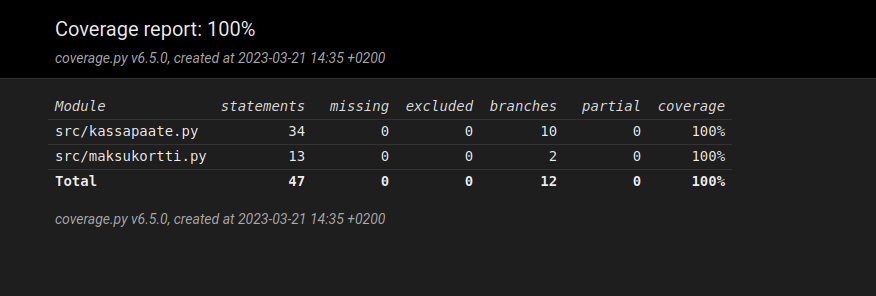 Coverage report: 100%
coverage.py v6.5.0, created at 2023-03-21 14:35 +0200
Module statements missing excluded branches partial coverage
src/kassapaate.py 34 0 0 10 0 100%
src/maksukortti.py 13 0 0 2 0 100%
Total 47 0 0 12 0 100%
coverage.py v6.5.0, created at 2023-03-21 14:35 +0200